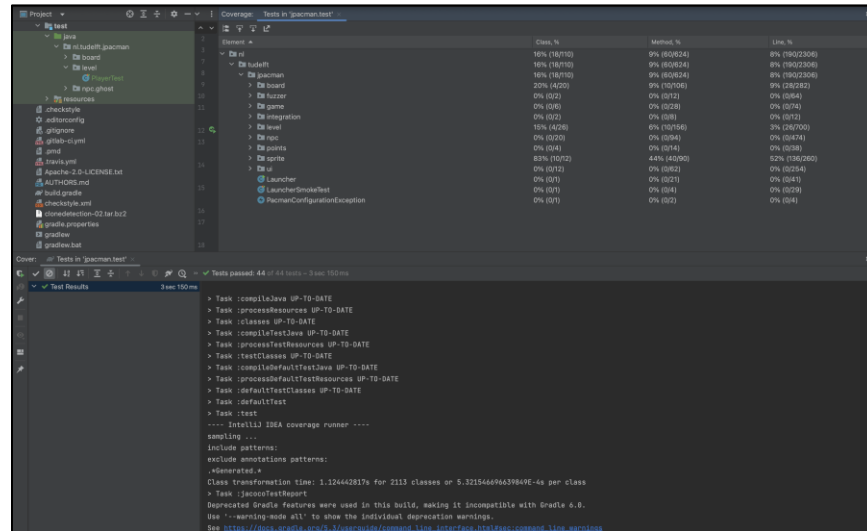 Project
test
java
nl.tudelft.jpacman
board
level
PlayerTest
npc.ghost
resources
.checkstyle
.editorconfig
.gitignore
.gitlab-ci.yml
.pmd
.travis.yml
Apache-2.0-LICENSE.txt
AUTHORS.md
build.gradle
checkstyle.xml
clonedetection-02.tar.bz2
gradle.properties
gradlew
gradlew.bat
Coverage: Tests in 'jpacman.test'
Element Class, % Method, % Line, %
nl 16% (18/110) 9% (60/624) 8% (190/2306)
tudelft 16% (18/110) 9% (60/624) 8% (190/2306)
jpacman 16% (18/110) 9% (60/624) 8% (190/2306)
board 20% (4/20) 9% (10/106) 9% (28/282)
fuzzer 0% (0/2) 0% (0/12) 0% (0/64)
game 0% (0/6) 0% (0/28) 0% (0/74)
integration 0% (0/2) 0% (0/8) 0% (0/12)
level 15% (4/26) 6% (10/156) 3% (26/700)
npc 0% (0/20) 0% (0/94) 0% (0/474)
points 0% (0/4) 0% (0/14) 0% (0/38)
sprite 83% (10/12) 44% (40/90) 52% (136/260)
ui 0% (0/12) 0% (0/62) 0% (0/254)
Launcher 0% (0/1) 0% (0/21) 0% (0/41)
LauncherSmokeTest 0% (0/1) 0% (0/4) 0% (0/29)
PacmanConfigurationException 0% (0/1) 0% (0/2) 0% (0/4)
Cover: Tests in 'jpacman.test'
Tests passed: 44 of 44 tests – 3 sec 150 ms
Test Results 3 sec 150 ms
> Task :compileJava UP-TO-DATE
> Task :processResources UP-TO-DATE
> Task :classes UP-TO-DATE
> Task :compileTestJava UP-TO-DATE
> Task :processTestResources UP-TO-DATE
> Task :testClasses UP-TO-DATE
> Task :compileDefaultTestJava UP-TO-DATE
> Task :processDefaultTestResources UP-TO-DATE
> Task :defaultTestClasses UP-TO-DATE
> Task :defaultTest
> Task :test
---- IntelliJ IDEA coverage runner ----
sampling ...
include patterns:
exclude annotations patterns:
.*Generated.*
Class transformation time: 1.124442817s for 2113 classes or 5.321546696639849E-4s per class
> Task :jacocoTestReport
Deprecated Gradle features were used in this build, making it incompatible with Gradle 6.0.
Use '--warning-mode all' to show the individual deprecation warnings.
See https://docs.gradle.org/5.3/userguide/command_line_interface.html#sec:command_line_warnings